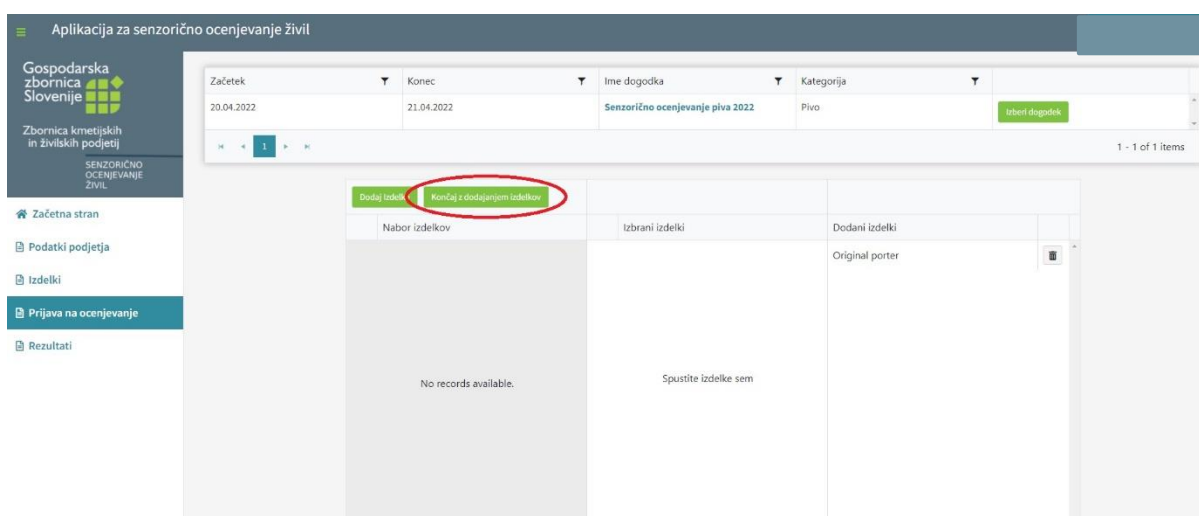 Aplikacija za senzorično ocenjevanje živil
Gospodarska
zbornica
Slovenije
Zbornica kmetijskih
in živilskih podjetij
SENZORIČNO
OCENJEVANJE
ŽIVIL
Začetna stran
Podatki podjetja
Izdelki
Prijava na ocenjevanje
Rezultati
Začetek Konec Ime dogodka Kategorija
20.04.2022 21.04.2022 Senzorično ocenjevanje piva 2022 Pivo Izberi dogodek
1 1 - 1 of 1 items
Dodaj Končaj z dodajanjem izdelkov
Nabor izdelkov Izbrani izdelki Dodani izdelki
Original porter
No records available. Spustite izdelke sem